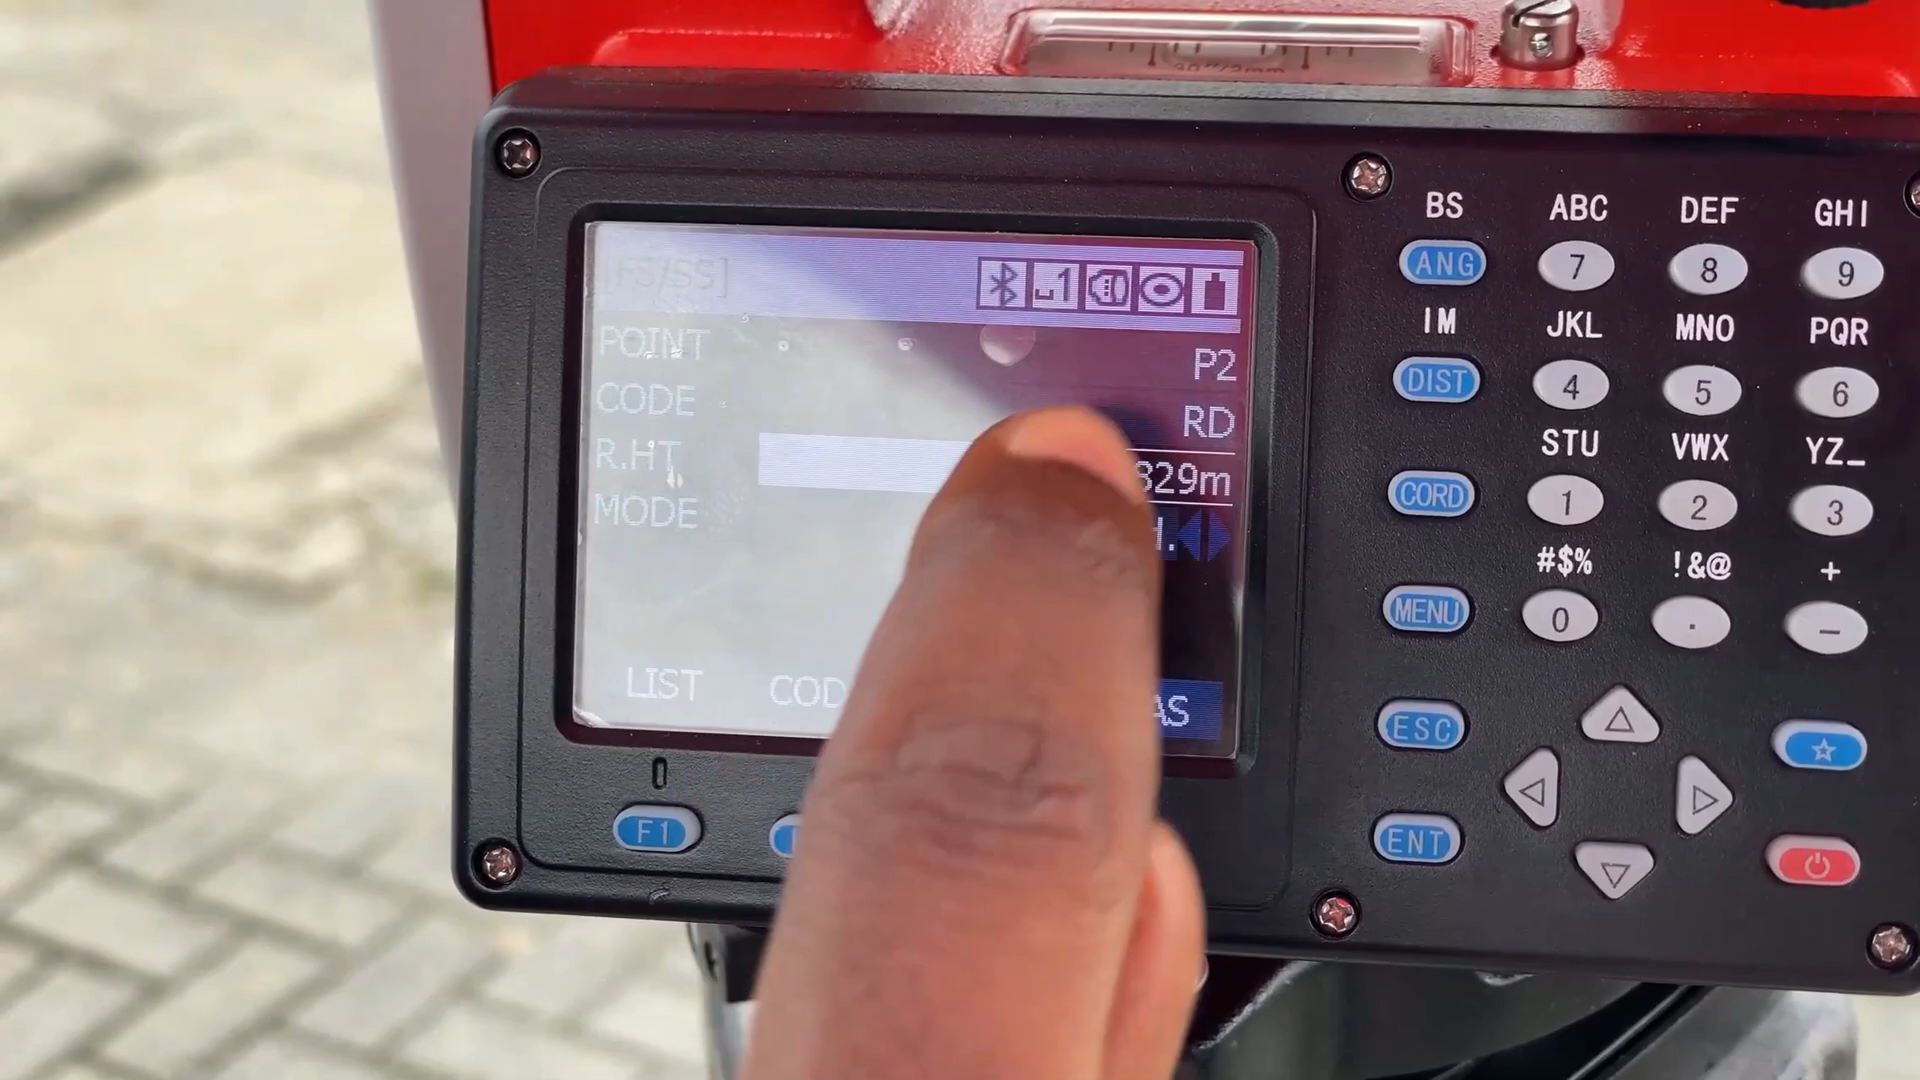 [FS/SS]
POINT P2
CODE RD
R.HT 829m
MODE H.
LIST COD AS
F1
BS ABC DEF GHI
ANG 7 8 9
IM JKL MNO PQR
DIST 4 5 6
STU VWX YZ_
CORD 1 2 3
#$% !&@ +
MENU 0 . −
ESC
ENT